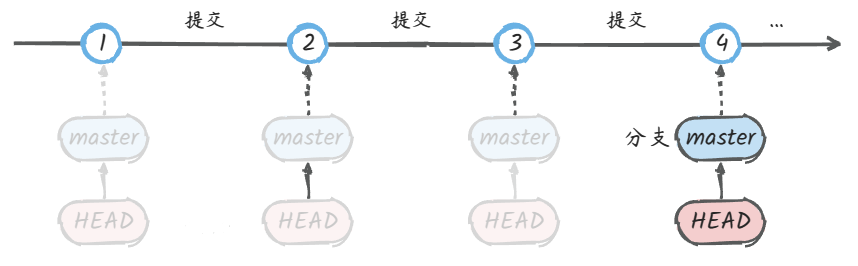 提交 提交 提交 ...
1 2 3 4
master master master 分支 master
HEAD HEAD HEAD HEAD